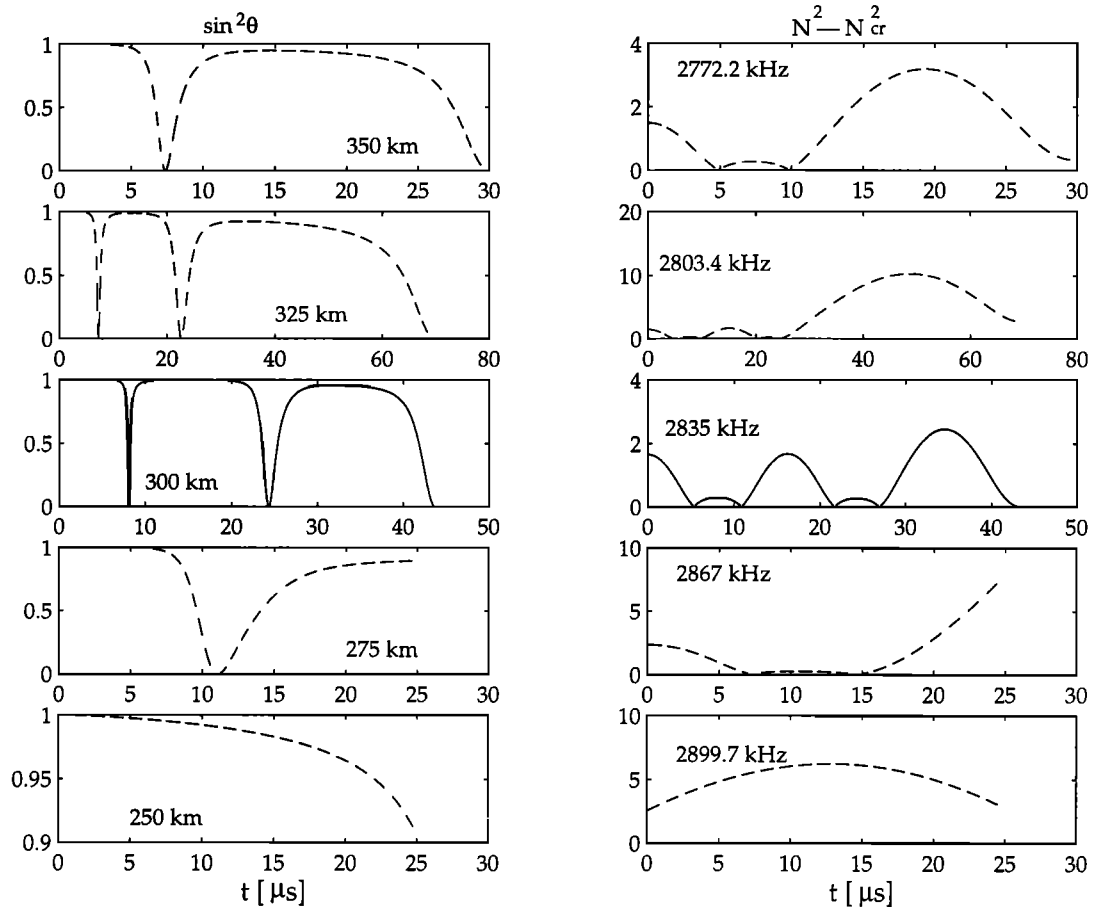 sin²θ
1
0.5
0
350 km
0 5 10 15 20 25 30
1
0.5
0
325 km
0 20 40 60 80
1
0.5
0
300 km
0 10 20 30 40 50
1
0.5
0
275 km
0 5 10 15 20 25 30
1
0.95
0.9
250 km
0 5 10 15 20 25 30
t [ μs]
N² — N²cr
4
2
0
2772.2 kHz
0 5 10 15 20 25 30
20
10
0
2803.4 kHz
0 20 40 60 80
4
2
0
2835 kHz
0 10 20 30 40 50
10
5
0
2867 kHz
0 5 10 15 20 25 30
10
5
0
2899.7 kHz
0 5 10 15 20 25 30
t [ μs]